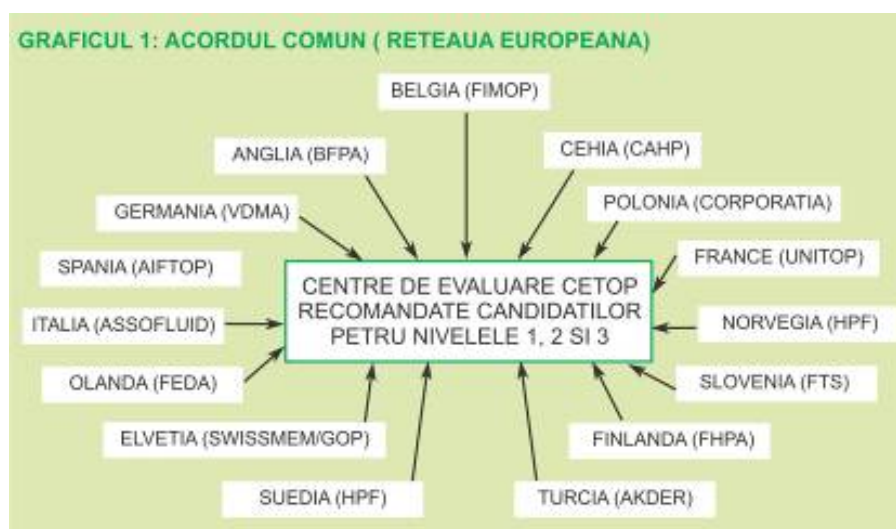 GRAFICUL 1: ACORDUL COMUN ( RETEAUA EUROPEANA)
BELGIA (FIMOP)
ANGLIA (BFPA)
CEHIA (CAHP)
GERMANIA (VDMA)
POLONIA (CORPORATIA)
SPANIA (AIFTOP)
FRANCE (UNITOP)
CENTRE DE EVALUARE CETOP
RECOMANDATE CANDIDATILOR
PETRU NIVELELE 1, 2 SI 3
ITALIA (ASSOFLUID)
NORVEGIA (HPF)
OLANDA (FEDA)
SLOVENIA (FTS)
ELVETIA (SWISSMEM/GOP)
FINLANDA (FHPA)
SUEDIA (HPF)
TURCIA (AKDER)